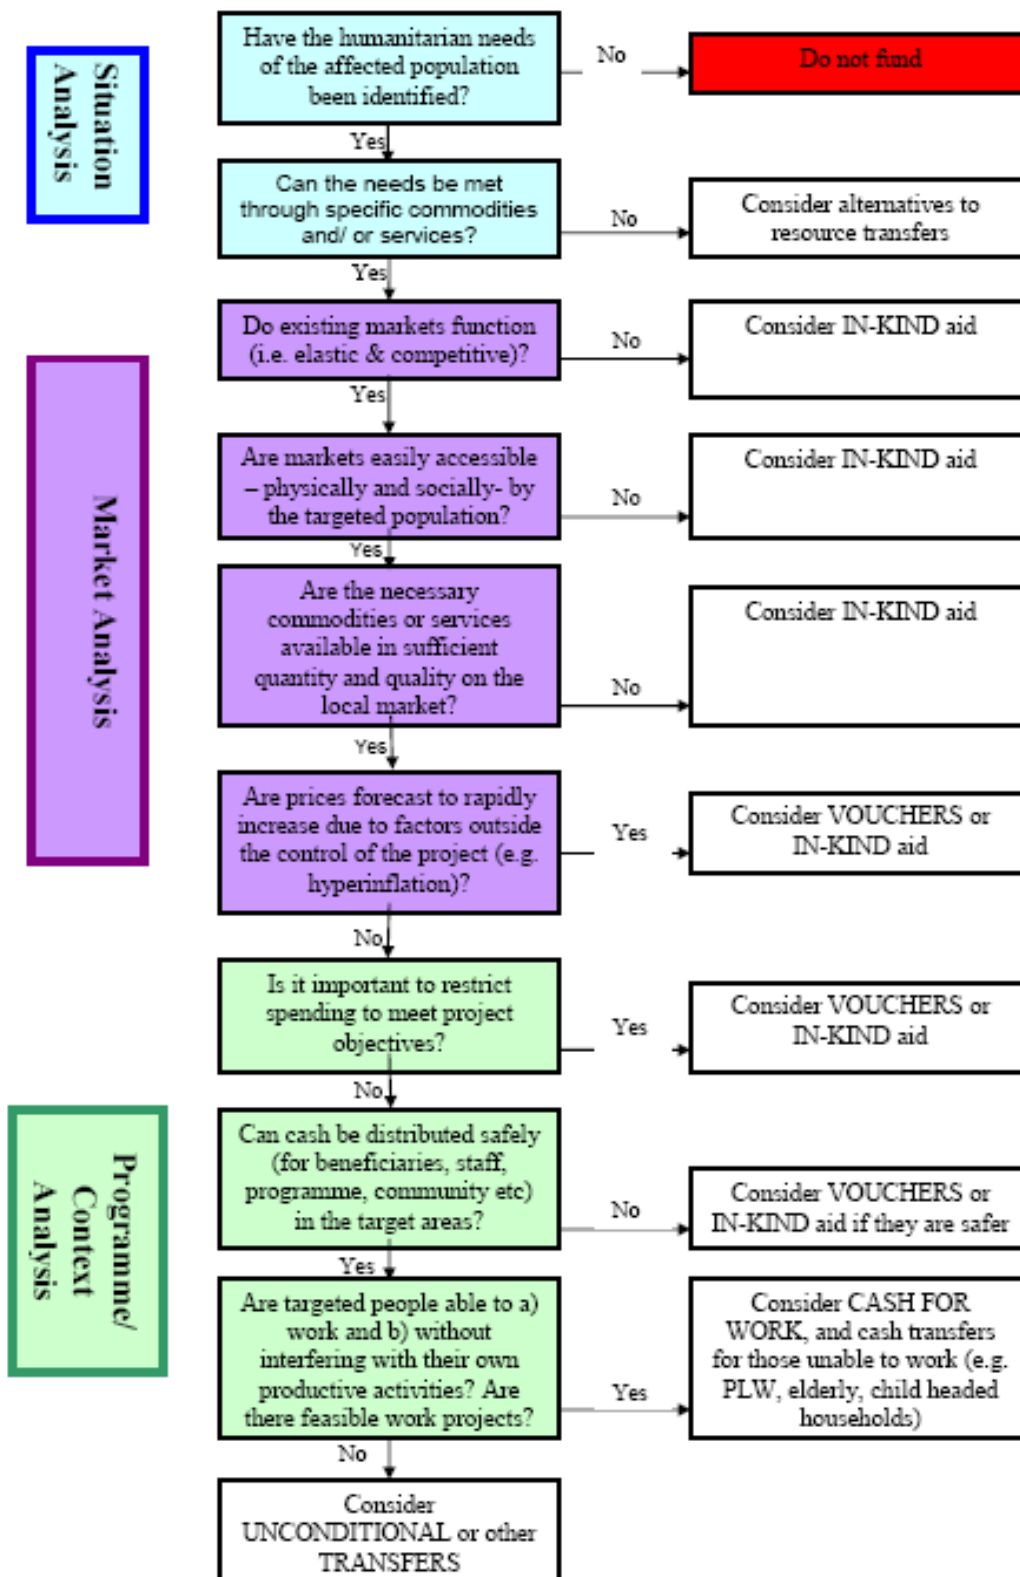 Situation
Analysis
Have the humanitarian needs
of the affected population
been identified?
No
Do not fund
Yes
Can the needs be met
through specific commodities
and/ or services?
No
Consider alternatives to
resource transfers
Yes
Market Analysis
Do existing markets function
(i.e. elastic & competitive)?
No
Consider IN-KIND aid
Yes
Are markets easily accessible
– physically and socially- by
the targeted population?
No
Consider IN-KIND aid
Yes
Are the necessary
commodities or services
available in sufficient
quantity and quality on the
local market?
No
Consider IN-KIND aid
Yes
Are prices forecast to rapidly
increase due to factors outside
the control of the project (e.g.
hyperinflation)?
Yes
Consider VOUCHERS or
IN-KIND aid
No
Programme/
Context
Analysis
Is it important to restrict
spending to meet project
objectives?
Yes
Consider VOUCHERS or
IN-KIND aid
No
Can cash be distributed safely
(for beneficiaries, staff,
programme, community etc)
in the target areas?
No
Consider VOUCHERS or
IN-KIND aid if they are safer
Yes
Are targeted people able to a)
work and b) without
interfering with their own
productive activities? Are
there feasible work projects?
Yes
Consider CASH FOR
WORK, and cash transfers
for those unable to work (e.g.
PLW, elderly, child headed
households)
No
Consider
UNCONDITIONAL or other
TRANSFERS